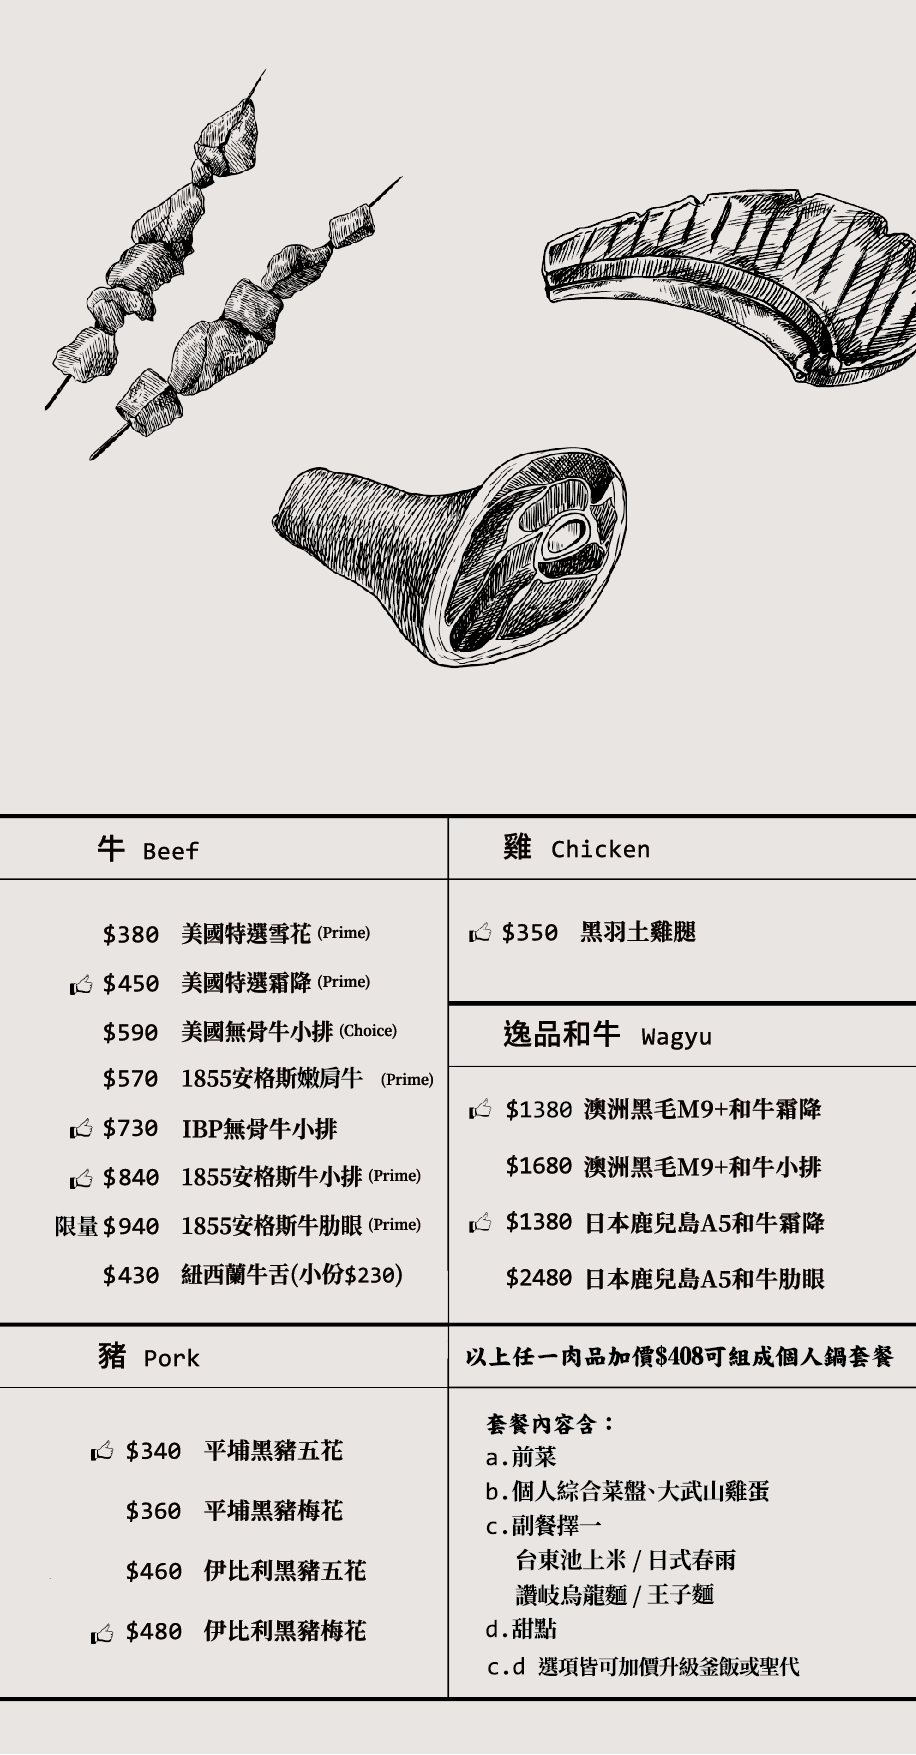 牛 Beef
$380 美國特選雪花 (Prime)
$450 美國特選霜降 (Prime)
$590 美國無骨牛小排 (Choice)
$570 1855安格斯嫩肩牛 (Prime)
$730 IBP無骨牛小排
$840 1855安格斯牛小排 (Prime)
限量 $940 1855安格斯牛肋眼 (Prime)
$430 紐西蘭牛舌(小份$230)
雞 Chicken
$350 黑羽土雞腿
逸品和牛 Wagyu
$1380 澳洲黑毛M9+和牛霜降
$1680 澳洲黑毛M9+和牛小排
$1380 日本鹿兒島A5和牛霜降
$2480 日本鹿兒島A5和牛肋眼
豬 Pork
$340 平埔黑豬五花
$360 平埔黑豬梅花
$460 伊比利黑豬五花
$480 伊比利黑豬梅花
以上任一肉品加價$408可組成個人鍋套餐
套餐內容含：
a.前菜
b.個人綜合菜盤、大武山雞蛋
c.副餐擇一
台東池上米 / 日式春雨
讚岐烏龍麵 / 王子麵
d.甜點
c.d 選項皆可加價升級釜飯或聖代